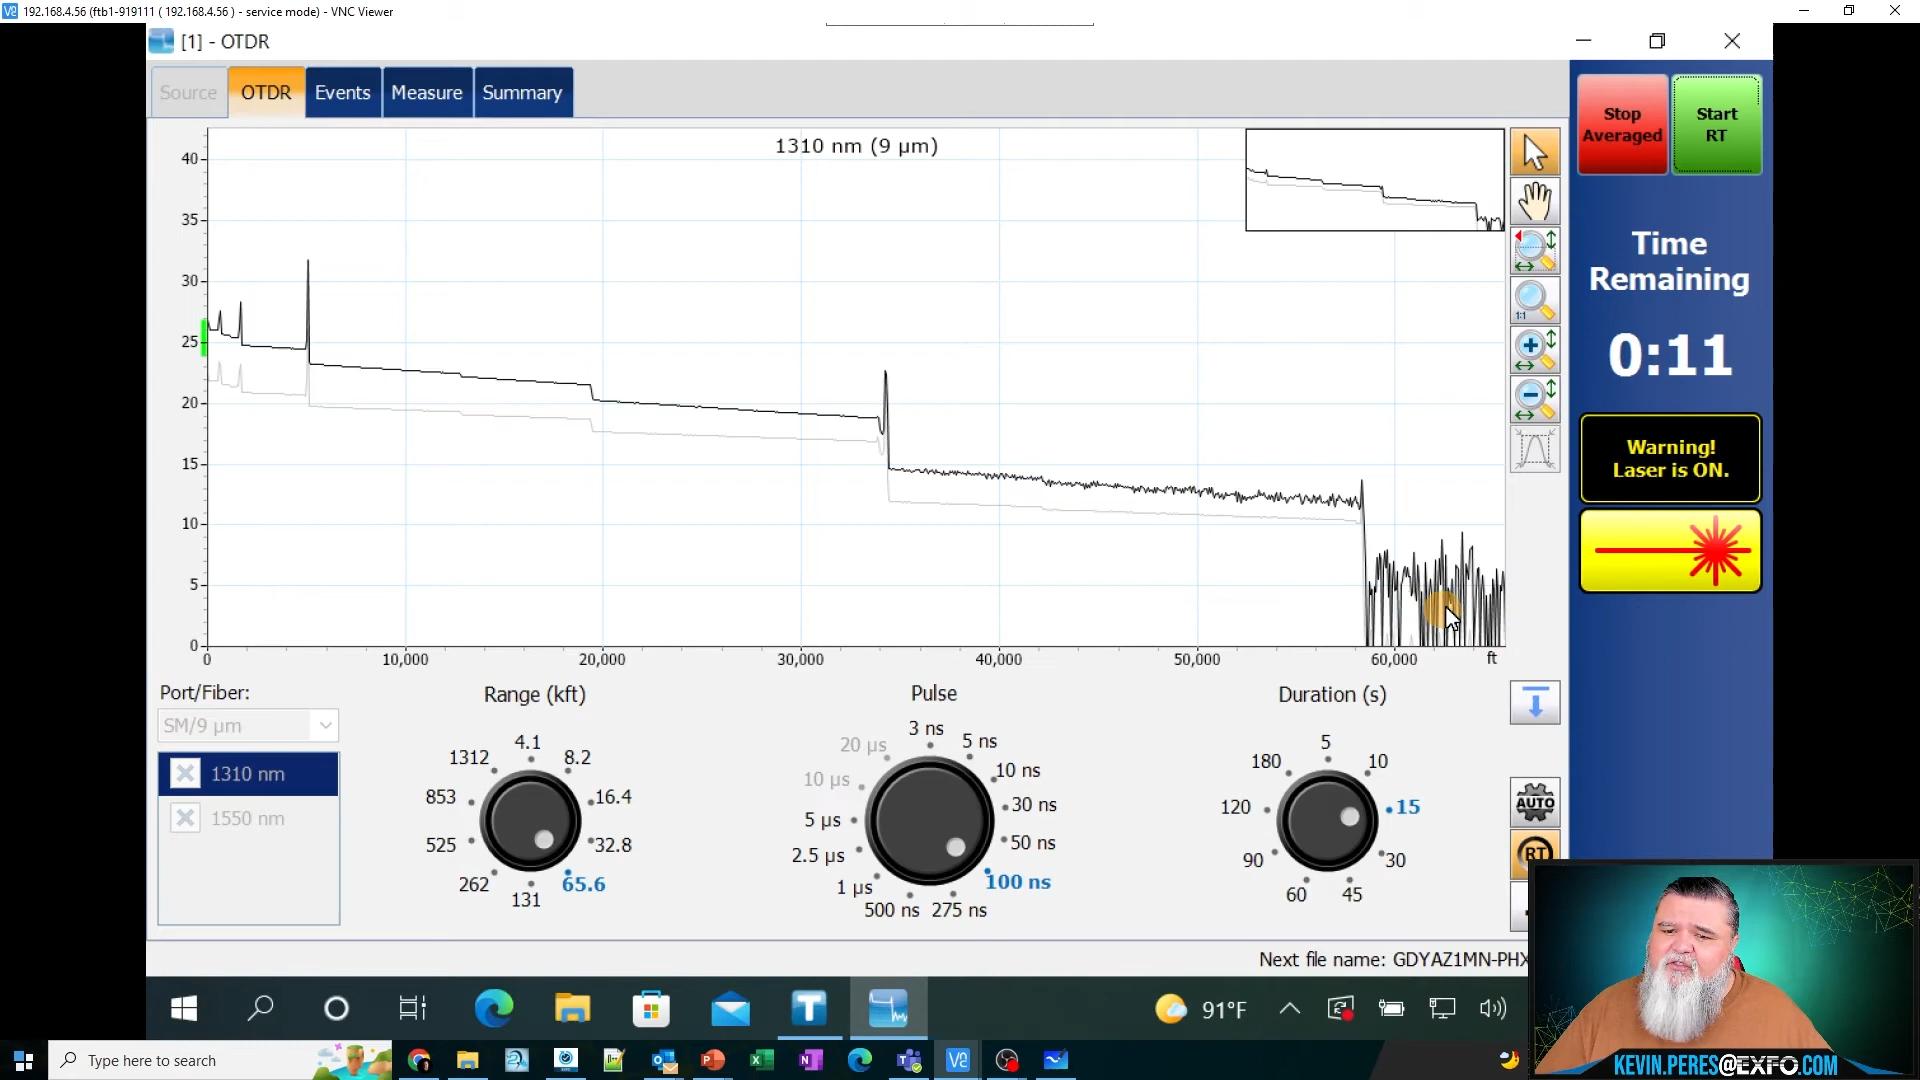 192.168.4.56 (ftb1-919111 ( 192.168.4.56 ) - service mode) - VNC Viewer
[1] - OTDR
Source OTDR Events Measure Summary
Stop Averaged
Start RT
1310 nm (9 µm)
40
35
30
25
20
15
10
5
0
0 10,000 20,000 30,000 40,000 50,000 60,000 ft
1:1
Time
Remaining
0:11
Warning!
Laser is ON.
Port/Fiber:
SM/9 µm
1310 nm
1550 nm
Range (kft)
4.1
8.2
16.4
32.8
65.6
131
262
525
853
1312
Pulse
3 ns
5 ns
10 ns
30 ns
50 ns
100 ns
275 ns
500 ns
1 µs
2.5 µs
5 µs
10 µs
20 µs
Duration (s)
5
10
15
30
45
60
90
120
180
AUTO
RT
Next file name: GDYAZ1MN-PHX
91°F
Type here to search
KEVIN.PERES@EXFO.COM